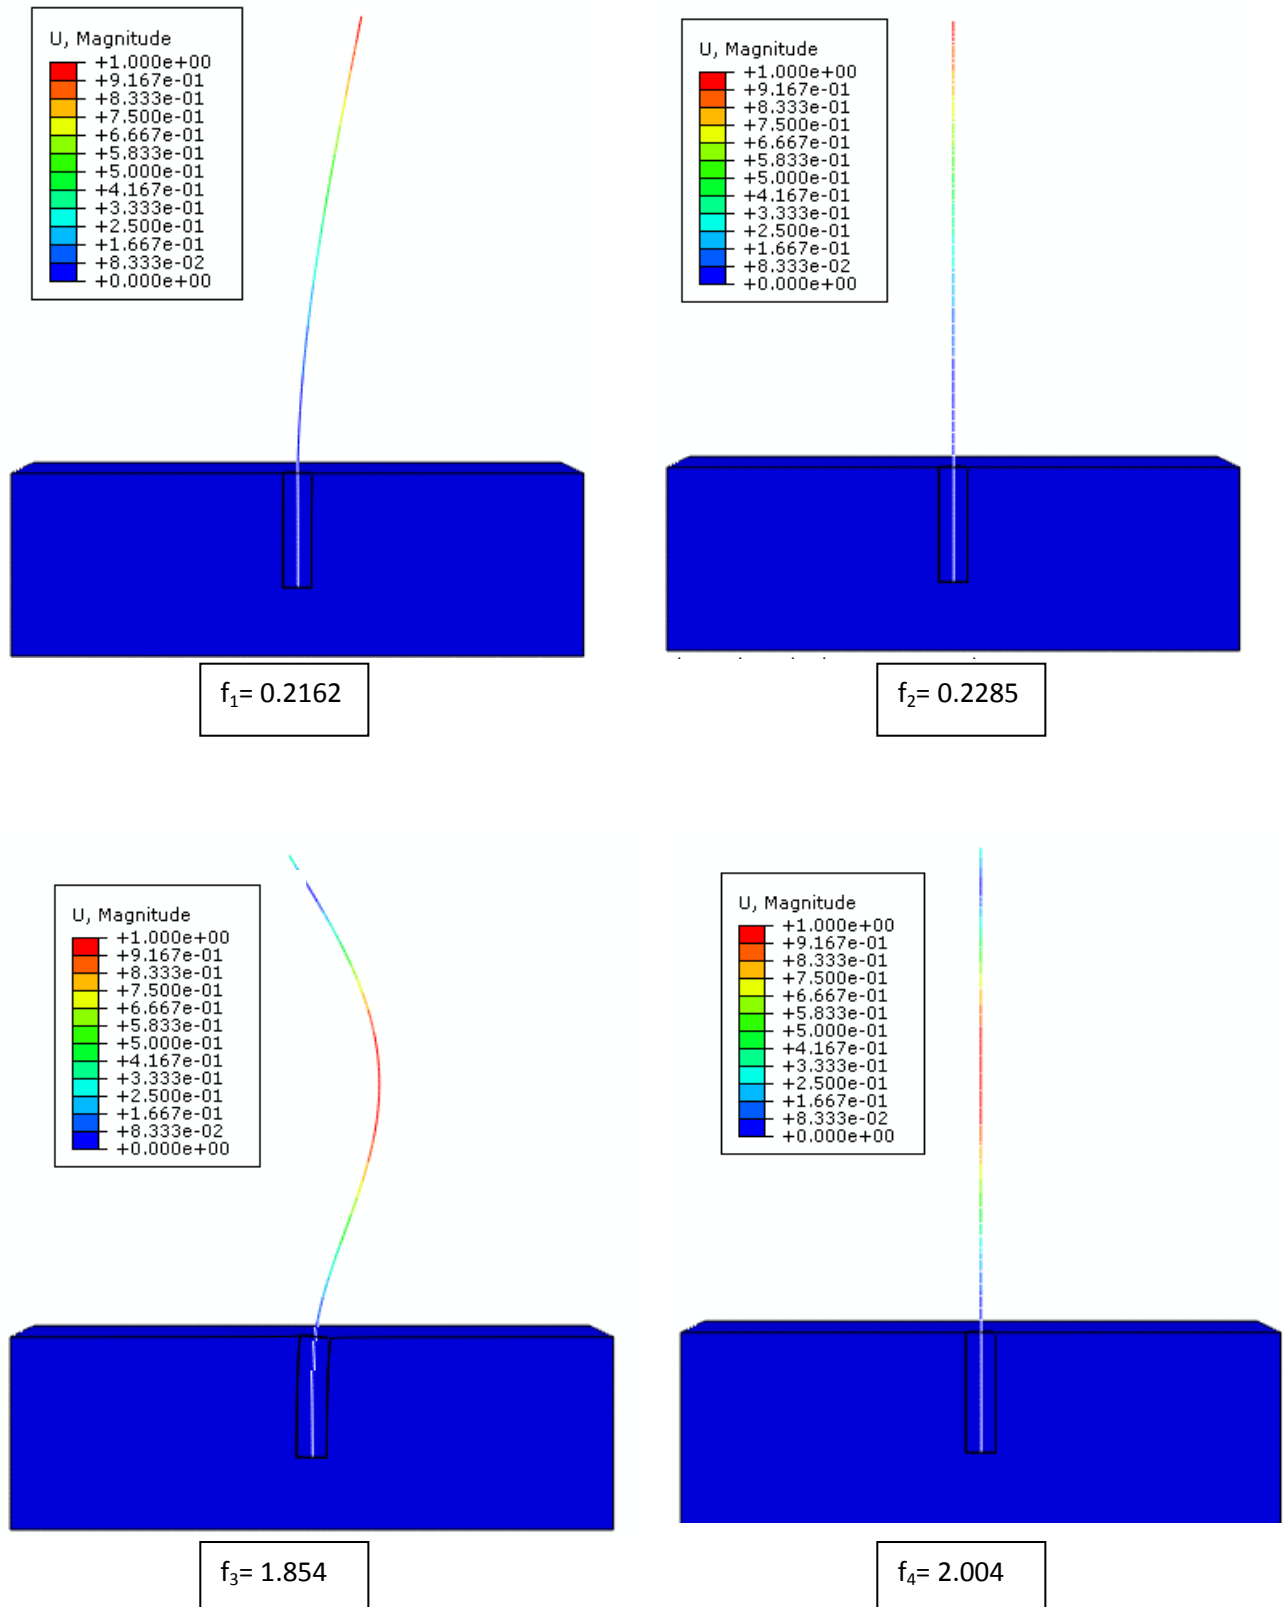 U, Magnitude
+1.000e+00
+9.167e-01
+8.333e-01
+7.500e-01
+6.667e-01
+5.833e-01
+5.000e-01
+4.167e-01
+3.333e-01
+2.500e-01
+1.667e-01
+8.333e-02
+0.000e+00
f₁= 0.2162
U, Magnitude
+1.000e+00
+9.167e-01
+8.333e-01
+7.500e-01
+6.667e-01
+5.833e-01
+5.000e-01
+4.167e-01
+3.333e-01
+2.500e-01
+1.667e-01
+8.333e-02
+0.000e+00
f₂= 0.2285
U, Magnitude
+1.000e+00
+9.167e-01
+8.333e-01
+7.500e-01
+6.667e-01
+5.833e-01
+5.000e-01
+4.167e-01
+3.333e-01
+2.500e-01
+1.667e-01
+8.333e-02
+0.000e+00
f₃= 1.854
U, Magnitude
+1.000e+00
+9.167e-01
+8.333e-01
+7.500e-01
+6.667e-01
+5.833e-01
+5.000e-01
+4.167e-01
+3.333e-01
+2.500e-01
+1.667e-01
+8.333e-02
+0.000e+00
f₄= 2.004